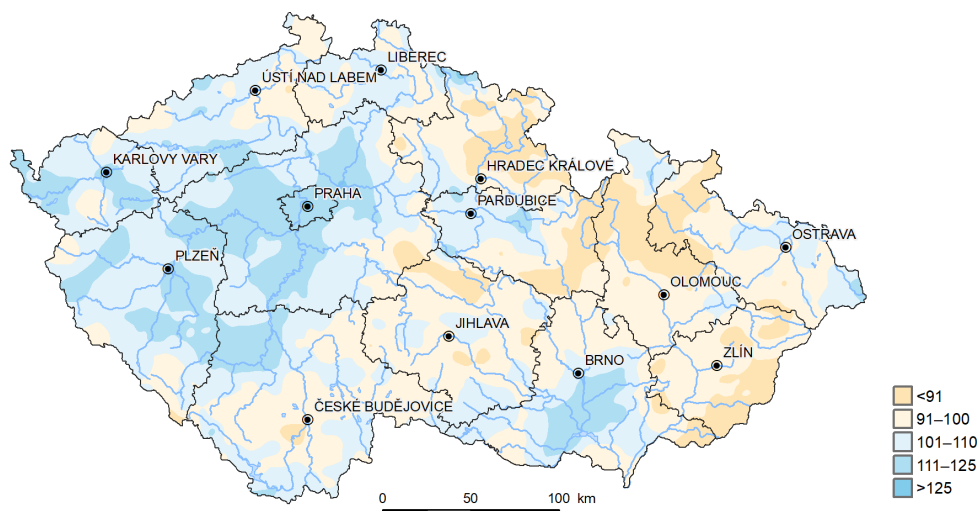 LIBEREC
ÚSTÍ NAD LABEM
KARLOVY VARY
HRADEC KRÁLOVÉ
PRAHA
PARDUBICE
OSTRAVA
PLZEŇ
OLOMOUC
JIHLAVA
ZLÍN
BRNO
ČESKÉ BUDĚJOVICE
<91
91–100
101–110
111–125
>125
0 50 100 km